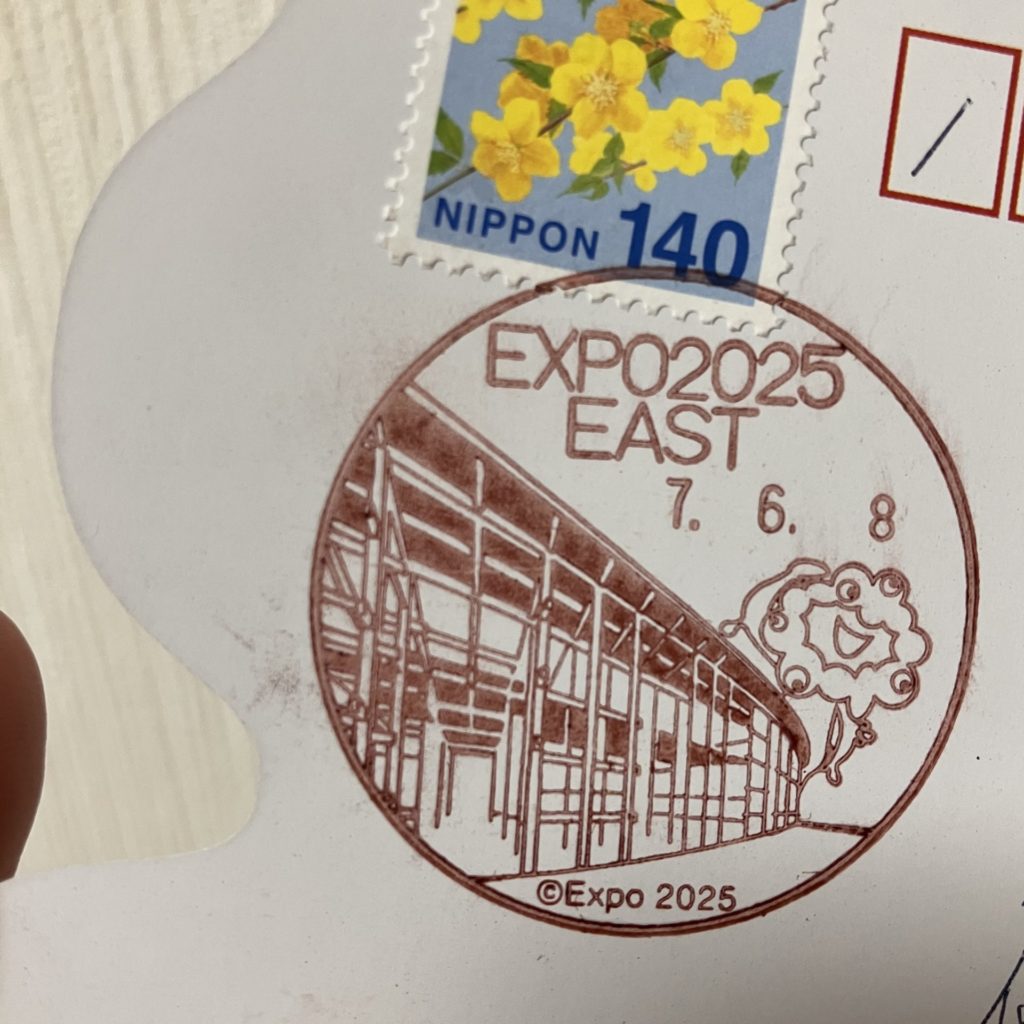 NIPPON 140
EXPO2025
EAST
7. 6. 8
©Expo 2025